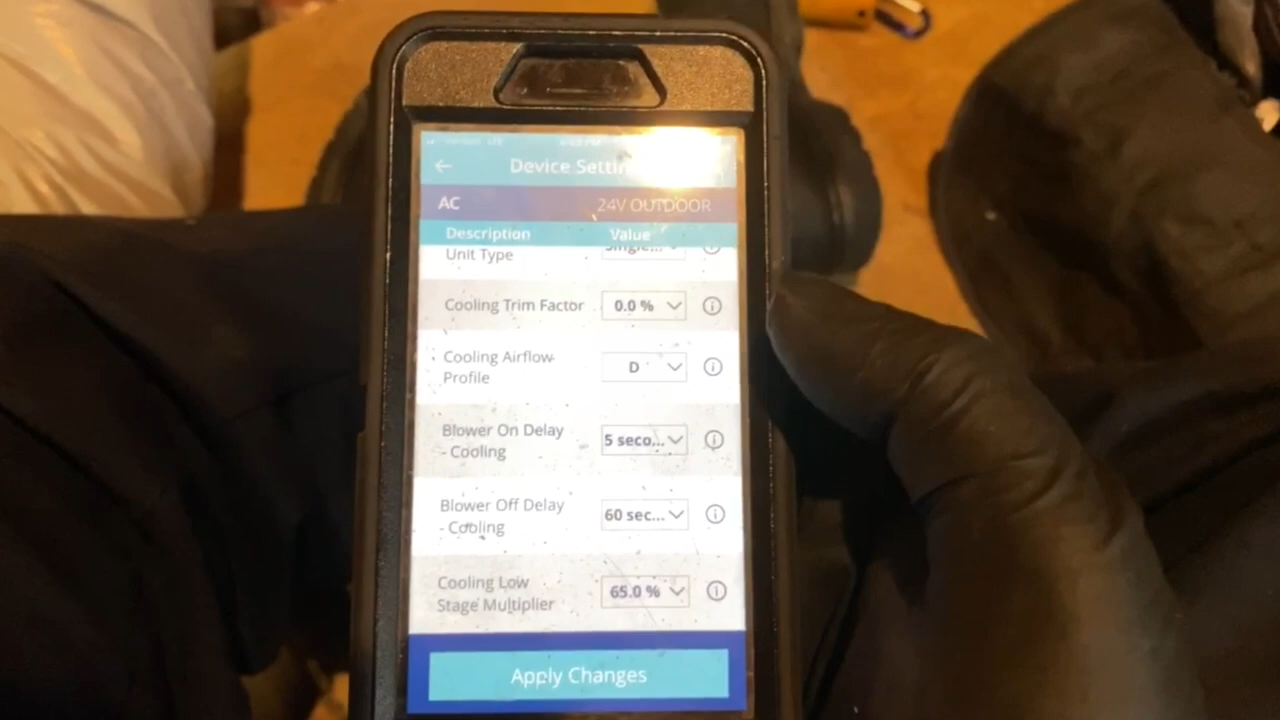 Device Settin
AC 24V OUTDOOR
Description Value
Unit Type Single...
Cooling Trim Factor 0.0 %
Cooling Airflow
Profile
D
Blower On Delay
- Cooling
5 seco...
Blower Off Delay
- Cooling
60 sec...
Cooling Low
Stage Multiplier
65.0 %
Apply Changes